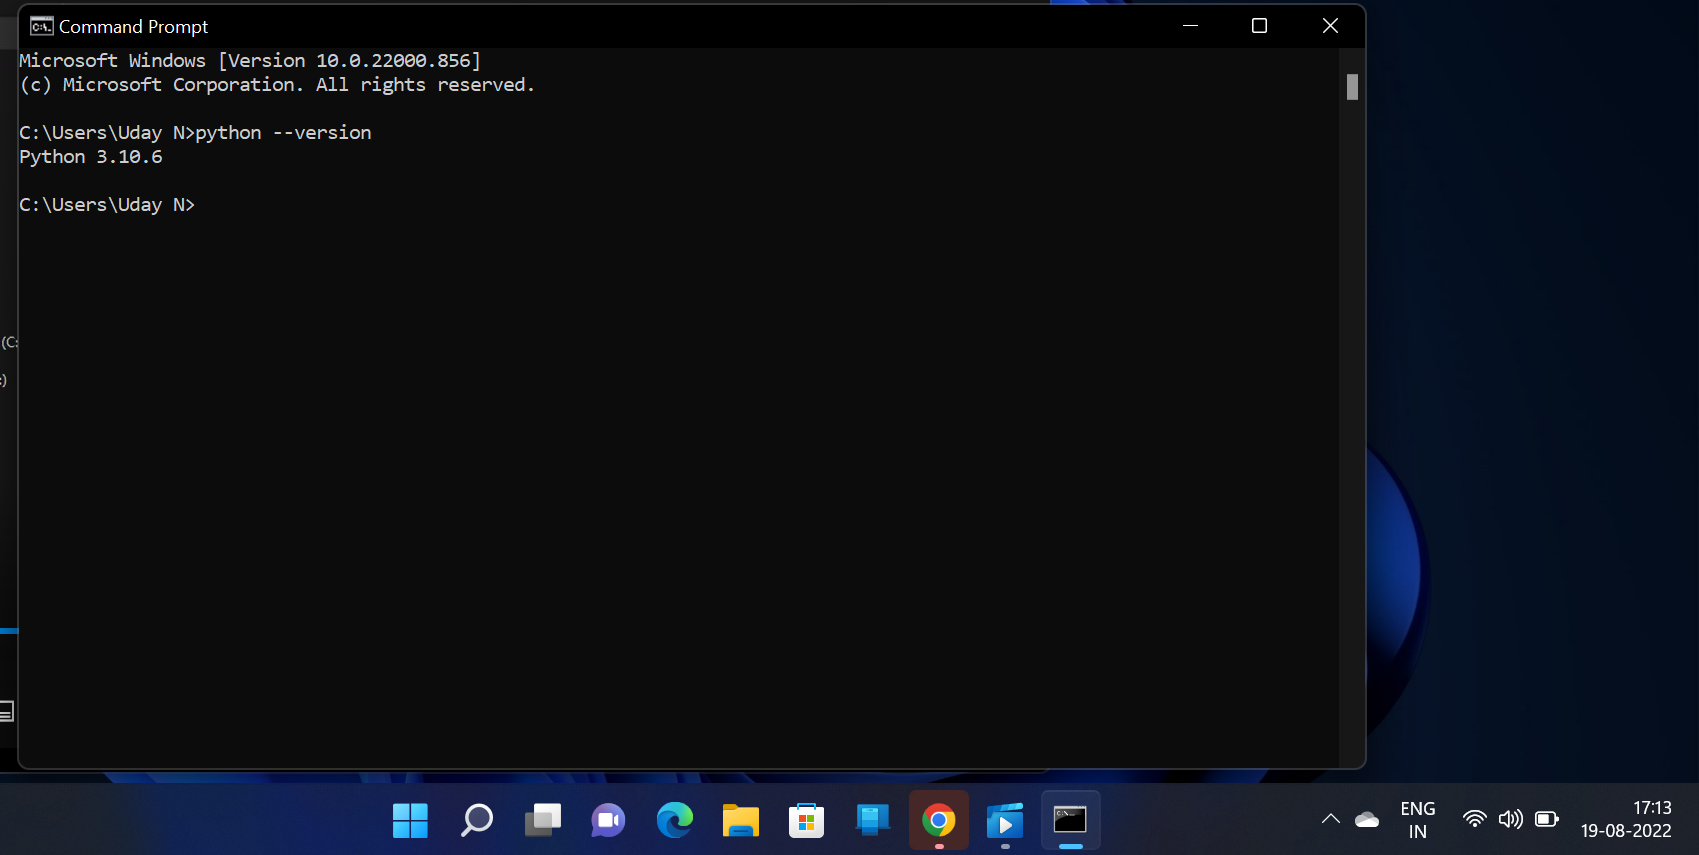 Command Prompt
Microsoft Windows [Version 10.0.22000.856]
(c) Microsoft Corporation. All rights reserved.
C:\Users\Uday N>python --version
Python 3.10.6
C:\Users\Uday N>
(C:
:)
ENG
IN
17:13
19-08-2022